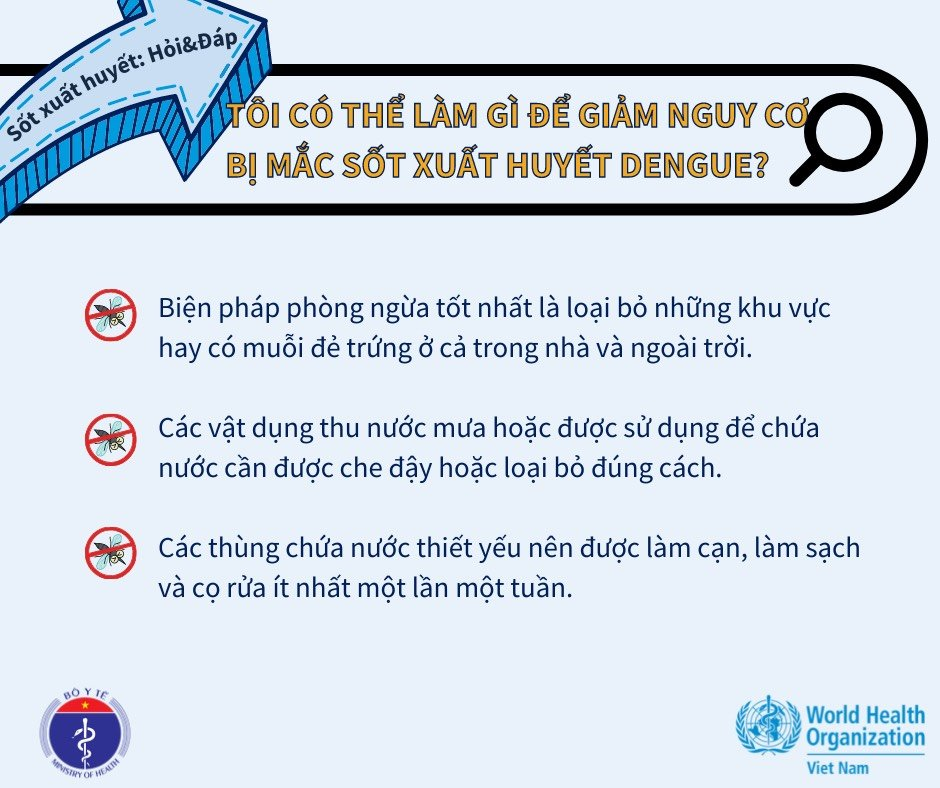 Sốt xuất huyết: Hỏi&Đáp
TÔI CÓ THỂ LÀM GÌ ĐỂ GIẢM NGUY CƠ
BỊ MẮC SỐT XUẤT HUYẾT DENGUE?
Biện pháp phòng ngừa tốt nhất là loại bỏ những khu vực
hay có muỗi đẻ trứng ở cả trong nhà và ngoài trời.
Các vật dụng thu nước mưa hoặc được sử dụng để chứa
nước cần được che đậy hoặc loại bỏ đúng cách.
Các thùng chứa nước thiết yếu nên được làm cạn, làm sạch
và cọ rửa ít nhất một lần một tuần.
BỘ Y TẾ
MINISTRY OF HEALTH
World Health
Organization
Viet Nam